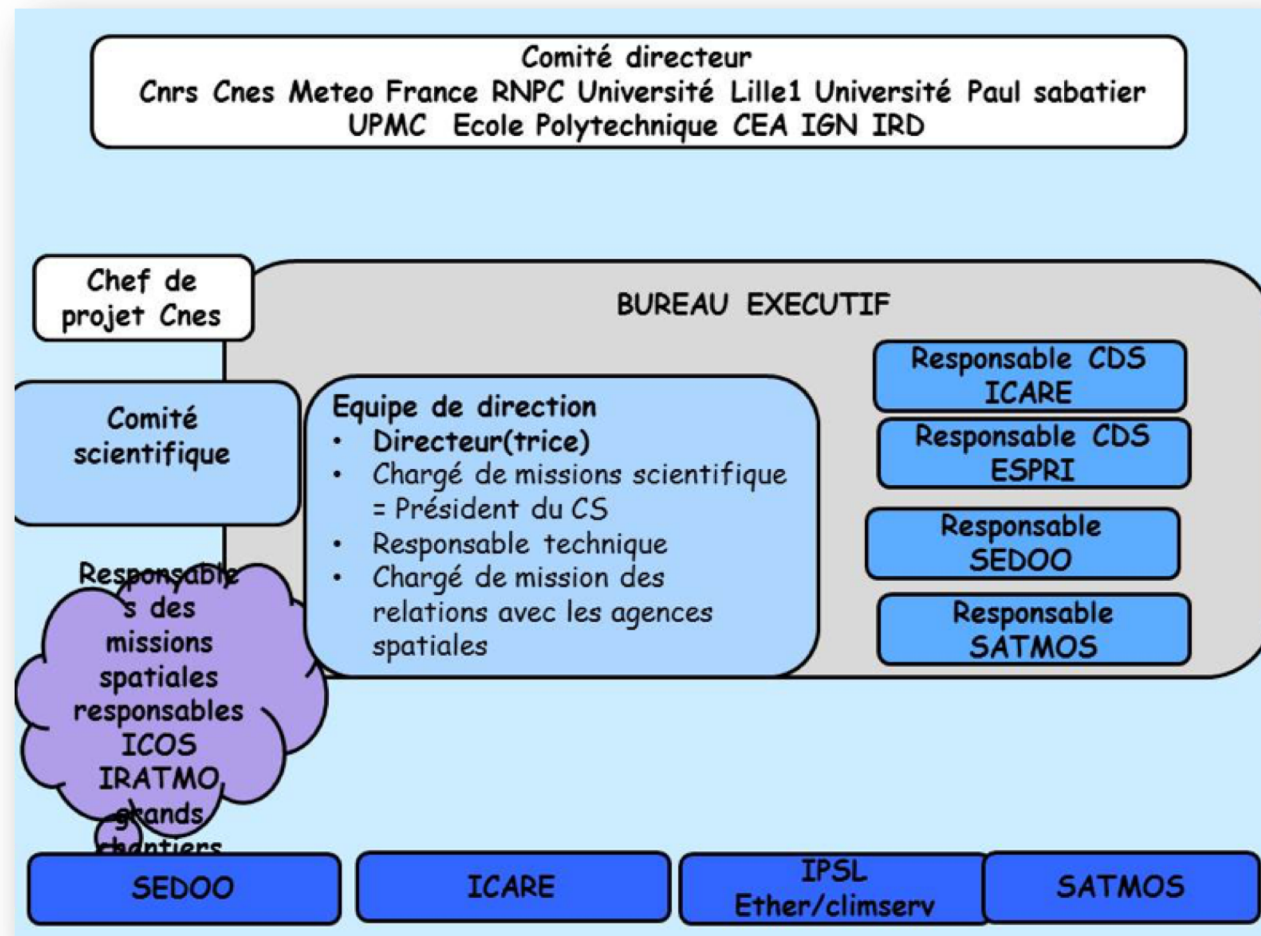 Comité directeur
Cnrs Cnes Meteo France RNPC Université Lille1 Université Paul sabatier
UPMC Ecole Polytechnique CEA IGN IRD
Chef de
projet Cnes
BUREAU EXECUTIF
Comité
scientifique
Equipe de direction
• Directeur(trice)
• Chargé de missions scientifique
= Président du CS
• Responsable technique
• Chargé de mission des
relations avec les agences
spatiales
Responsable CDS
ICARE
Responsable CDS
ESPRI
Responsable
SEDOO
Responsable
SATMOS
Responsable
s des
missions
spatiales
responsables
ICOS
IRATMO
grands
chantiers
SEDOO
ICARE
IPSL
Ether/climserv
SATMOS